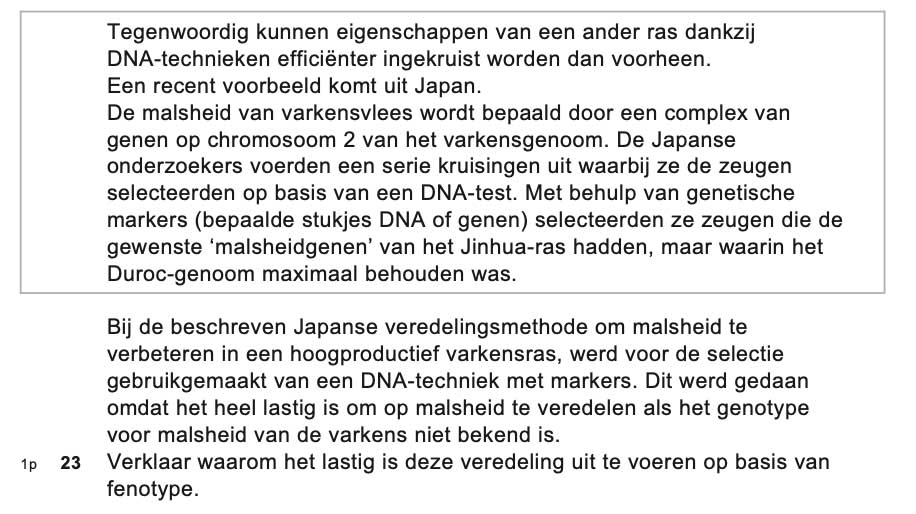 Tegenwoordig kunnen eigenschappen van een ander ras dankzij
DNA-technieken efficiënter ingekruist worden dan voorheen.
Een recent voorbeeld komt uit Japan.
De malsheid van varkensvlees wordt bepaald door een complex van
genen op chromosoom 2 van het varkensgenoom. De Japanse
onderzoekers voerden een serie kruisingen uit waarbij ze de zeugen
selecteerden op basis van een DNA-test. Met behulp van genetische
markers (bepaalde stukjes DNA of genen) selecteerden ze zeugen die de
gewenste ‘malsheidgenen’ van het Jinhua-ras hadden, maar waarin het
Duroc-genoom maximaal behouden was.
Bij de beschreven Japanse veredelingsmethode om malsheid te
verbeteren in een hoogproductief varkensras, werd voor de selectie
gebruikgemaakt van een DNA-techniek met markers. Dit werd gedaan
omdat het heel lastig is om op malsheid te veredelen als het genotype
voor malsheid van de varkens niet bekend is.
1p 23 Verklaar waarom het lastig is deze veredeling uit te voeren op basis van
fenotype.